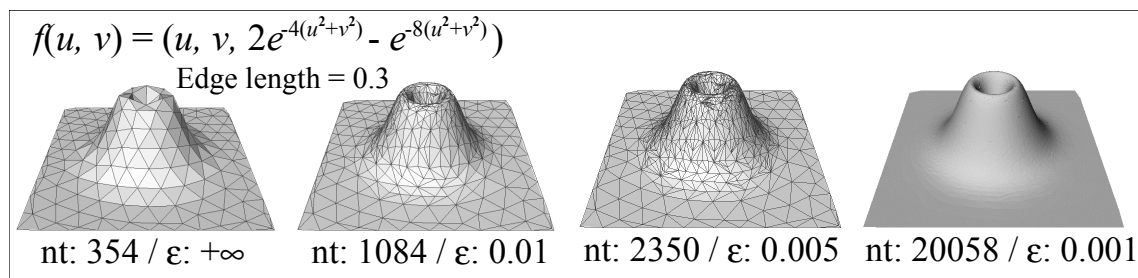 f(u, v) = (u, v, 2e^-4(u²+v²) - e^-8(u²+v²))
Edge length = 0.3
nt: 354 / ε: +∞
nt: 1084 / ε: 0.01
nt: 2350 / ε: 0.005
nt: 20058 / ε: 0.001